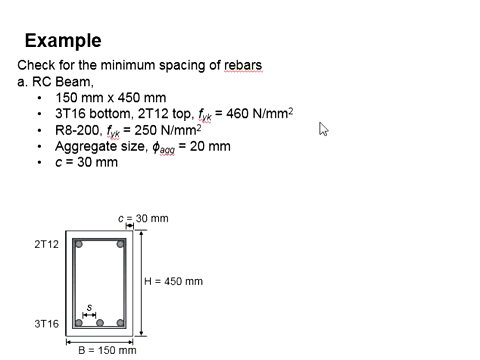 Example
Check for the minimum spacing of rebars
a. RC Beam,
• 150 mm x 450 mm
• 3T16 bottom, 2T12 top, fyk = 460 N/mm²
• R8-200, fyk = 250 N/mm²
• Aggregate size, ϕagg = 20 mm
• c = 30 mm
c = 30 mm
2T12
H = 450 mm
s
3T16
B = 150 mm